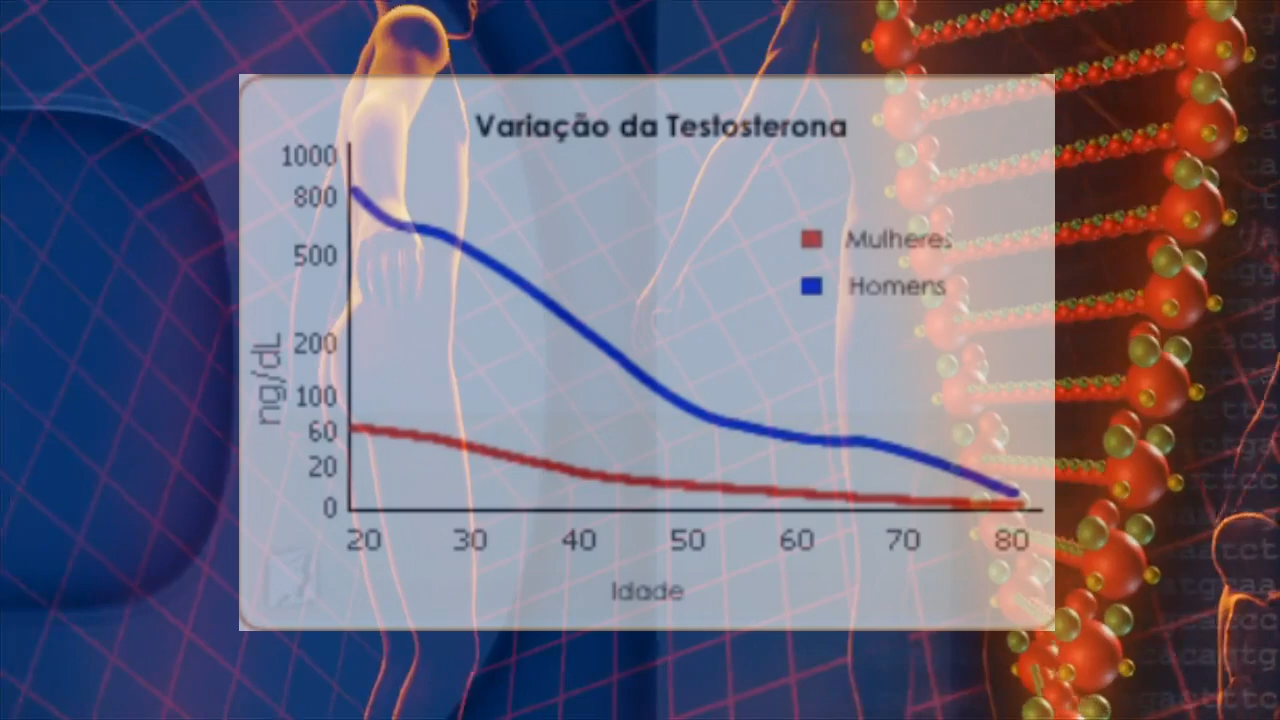 Variação da Testosterona
1000
800
500
200
100
60
20
0
ng/dL
Mulheres
Homens
20 30 40 50 60 70 80
Idade